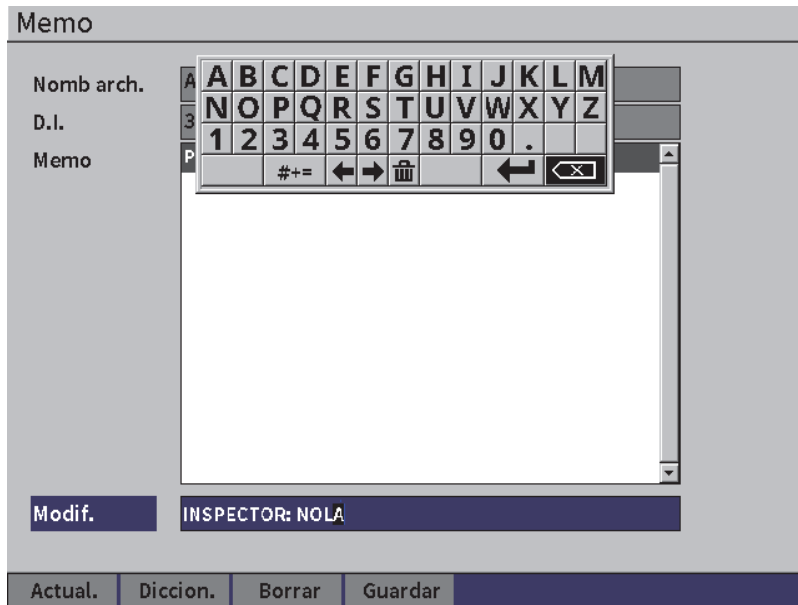 Memo
Nomb arch. A
D.I. 3
Memo P
A B C D E F G H I J K L M
N O P Q R S T U V W X Y Z
1 2 3 4 5 6 7 8 9 0 .
#+=
Modif. INSPECTOR: NOLA
Actual. Diccion. Borrar Guardar